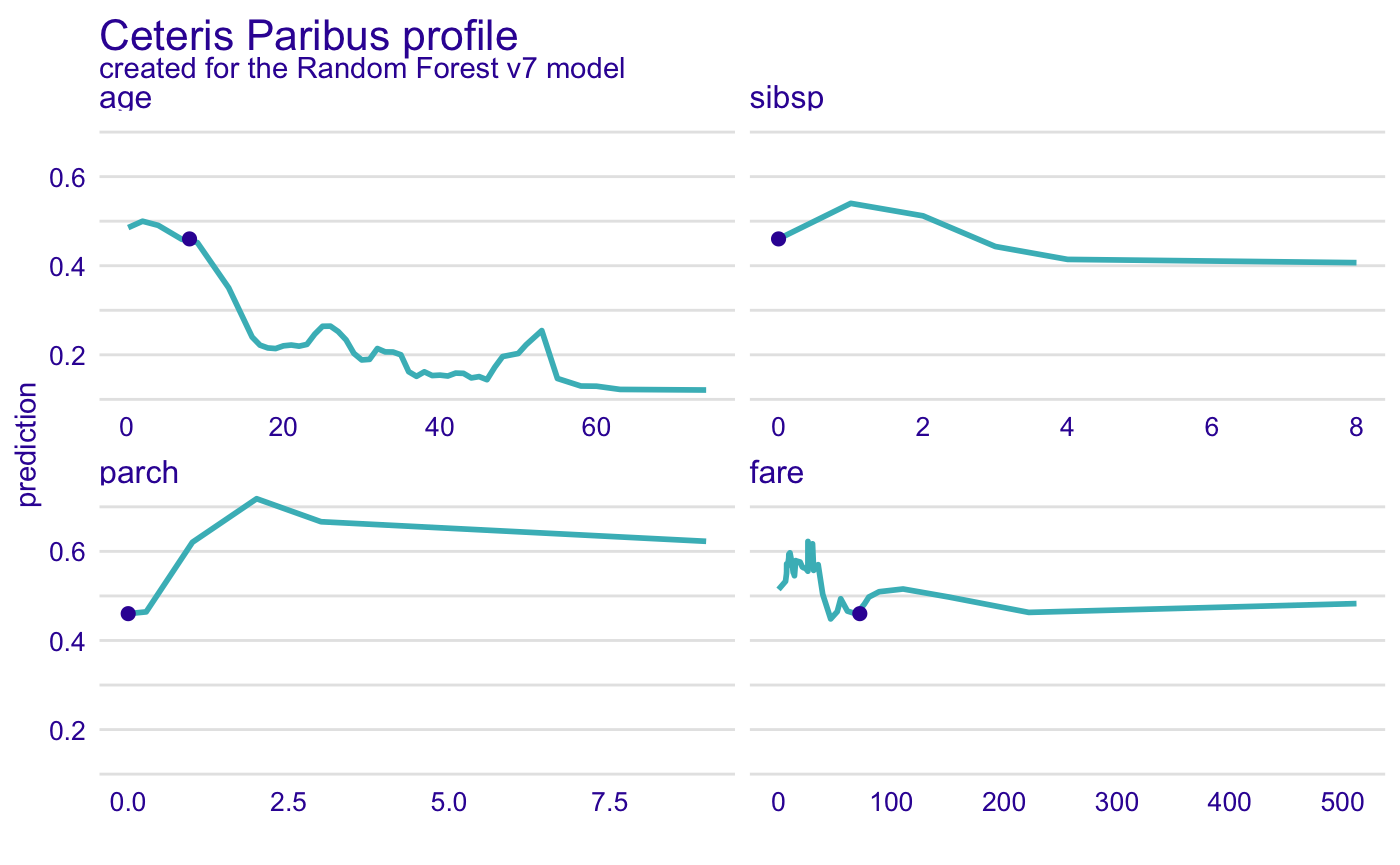 Ceteris Paribus profile
created for the Random Forest v7 model
age
sibsp
0.6
0.4
0.2
0 20 40 60
0 2 4 6 8
prediction
parch
fare
0.6
0.4
0.2
0.0 2.5 5.0 7.5
0 100 200 300 400 500